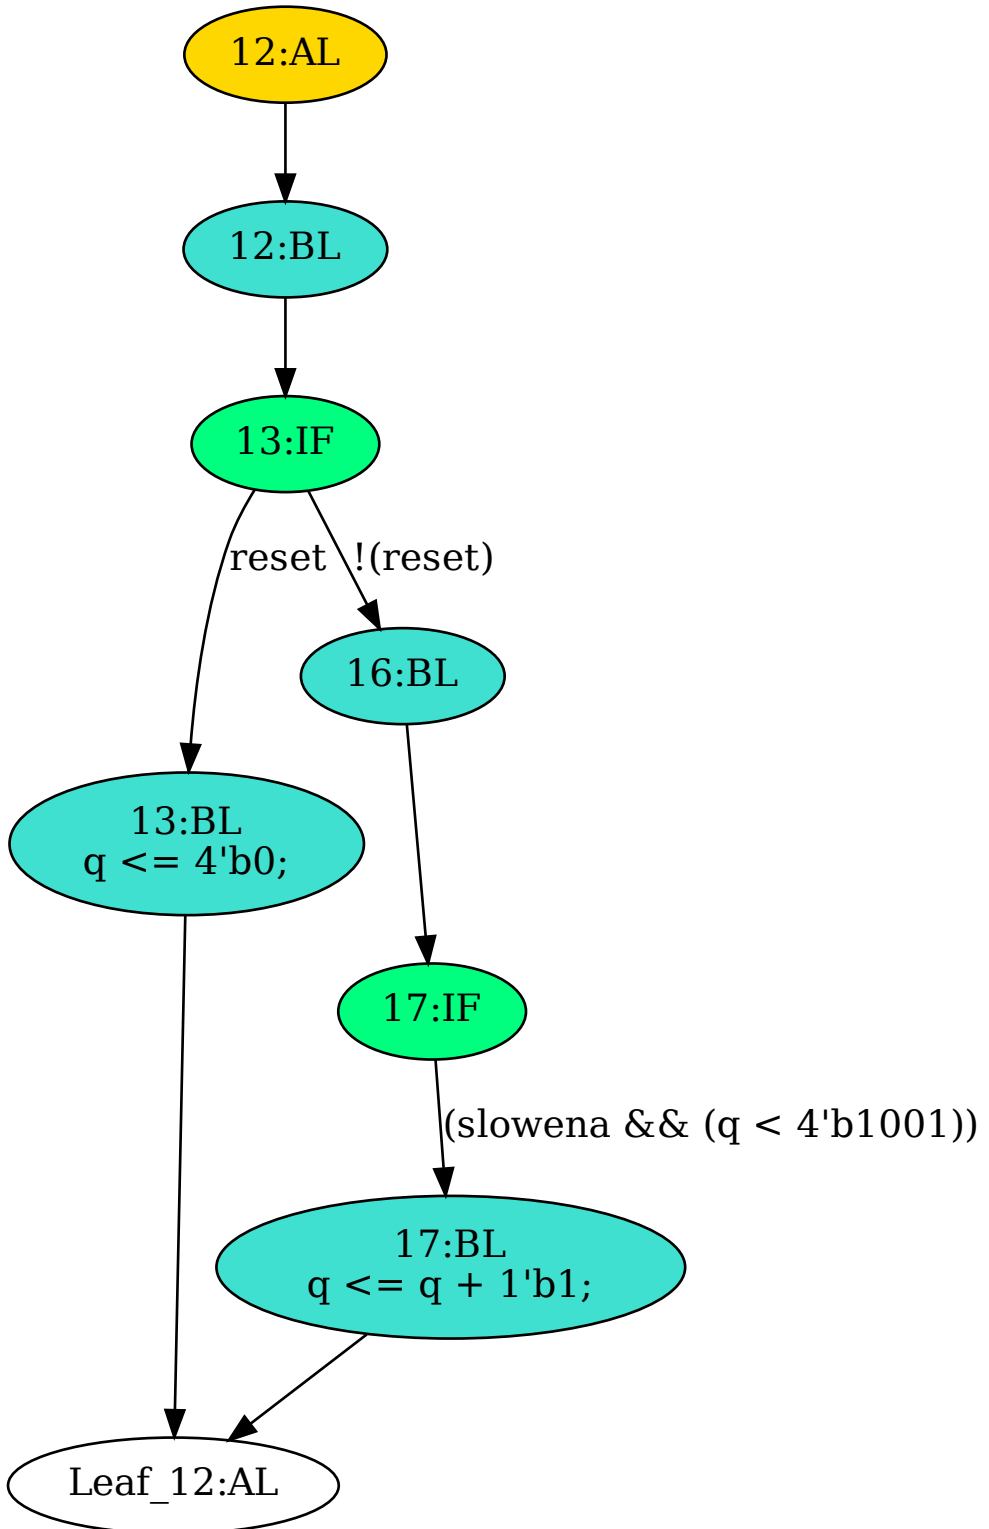 12:AL
12:BL
13:IF
reset
!(reset)
16:BL
13:BL
q <= 4'b0;
17:IF
(slowena && (q < 4'b1001))
17:BL
q <= q + 1'b1;
Leaf_12:AL